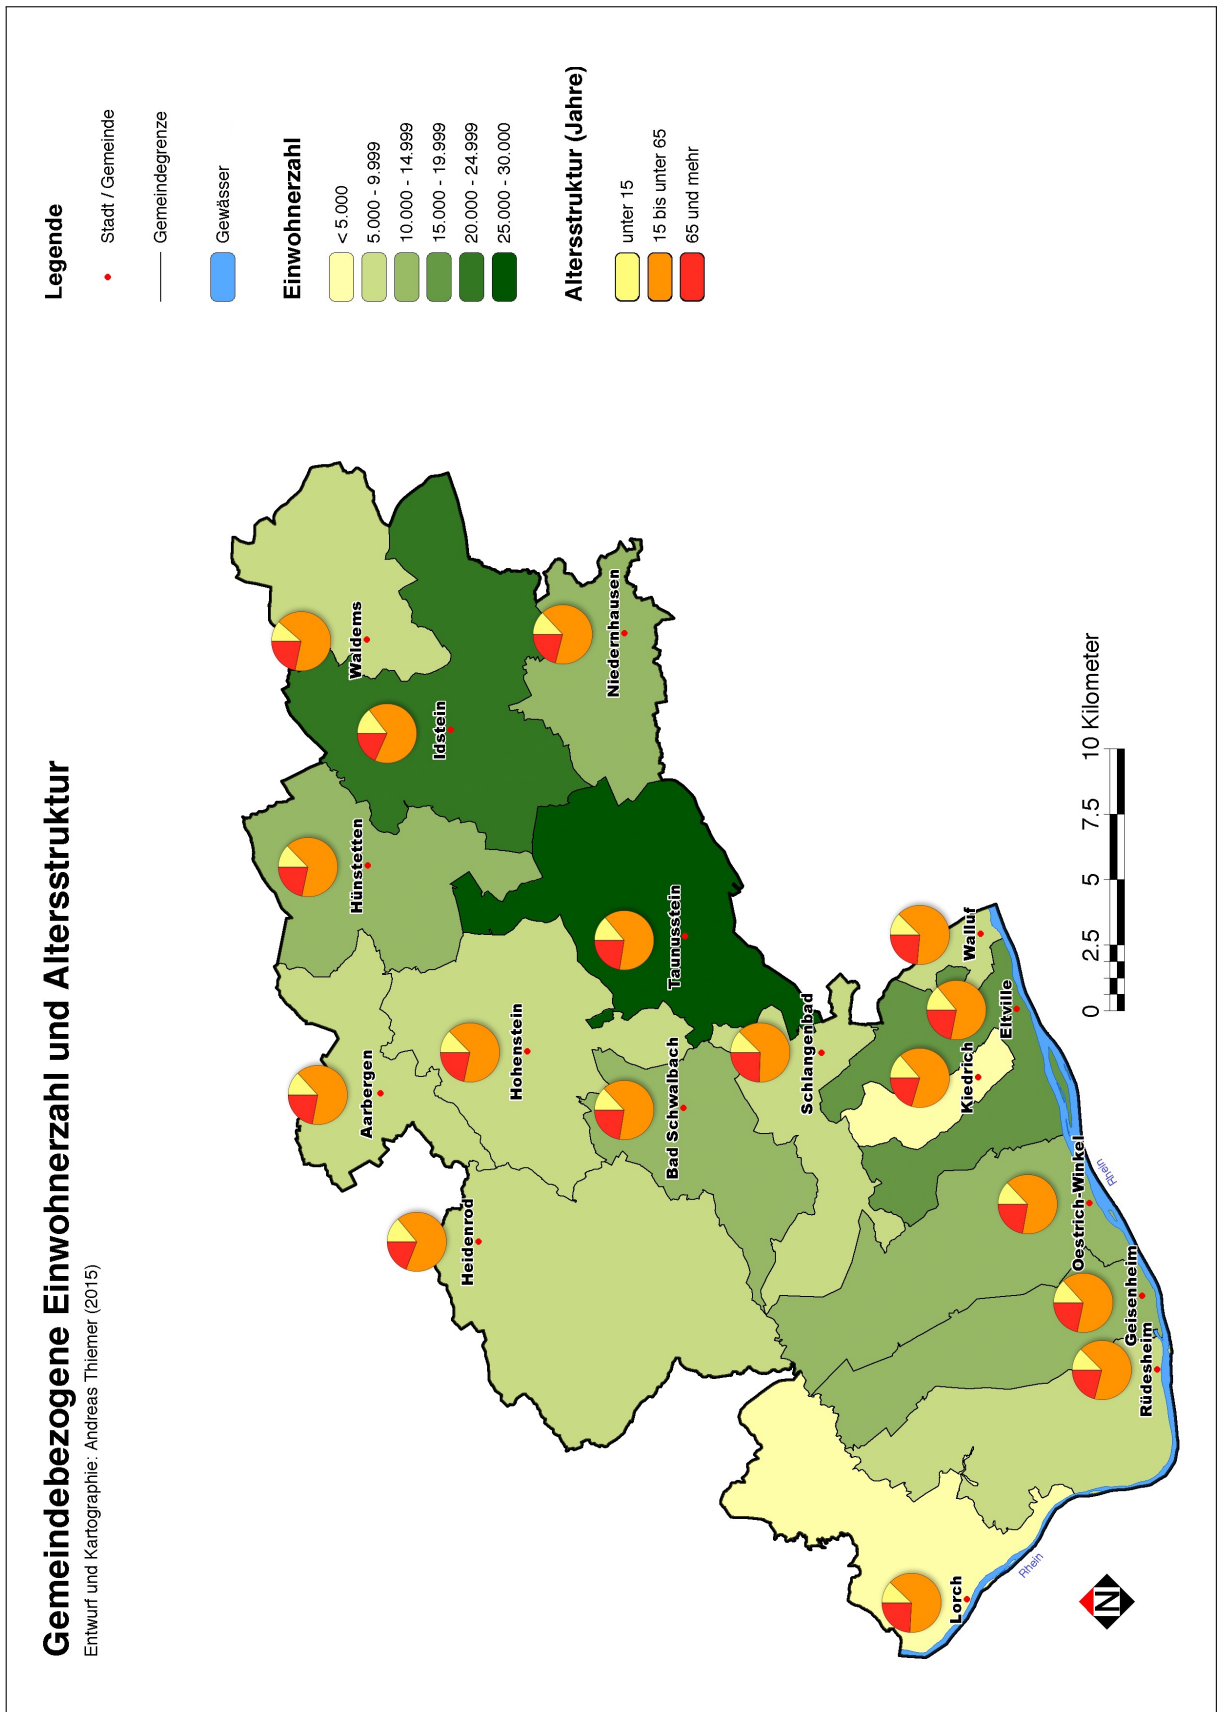 Gemeindebezogene Einwohnerzahl und Altersstruktur
Entwurf und Kartographie: Andreas Thiemer (2015)
Legende
Stadt / Gemeinde
Gemeindegrenze
Gewässer
Einwohnerzahl
< 5.000
5.000 - 9.999
10.000 - 14.999
15.000 - 19.999
20.000 - 24.999
25.000 - 30.000
Altersstruktur (Jahre)
unter 15
15 bis unter 65
65 und mehr
Waldems
Idstein
Hünstetten
Niedernhausen
Aarbergen
Hohenstein
Taunusstein
Heidenrod
Bad Schwalbach
Schlangenbad
Walluf
Kiedrich
Eltville
Oestrich-Winkel
Geisenheim
Rüdesheim
Lorch
Rhein
Rhein
N
0 2.5 5 7.5 10 Kilometer